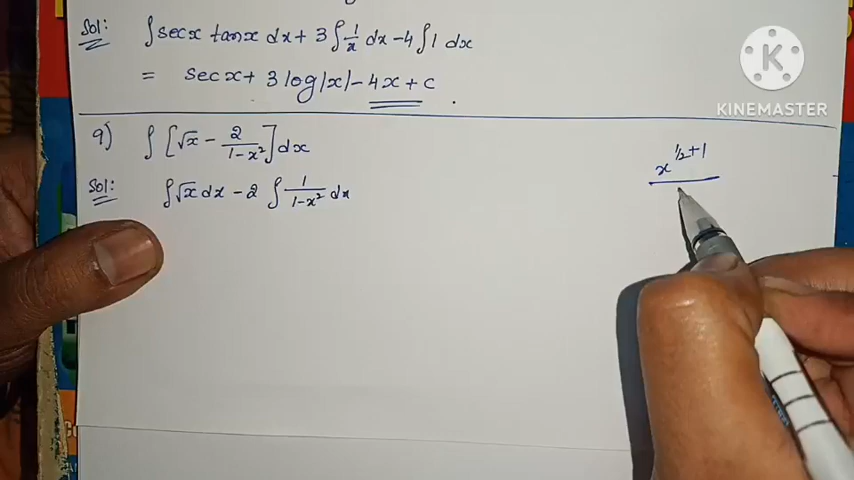 Sol: ∫secx tanx dx + 3∫1/x dx - 4∫1 dx
= secx + 3 log|x| - 4x + c.
K
KINEMASTER
9) ∫[√x - 2/(1-x²)]dx
x^(1/2+1)
Sol: ∫√x dx - 2 ∫1/(1-x²) dx